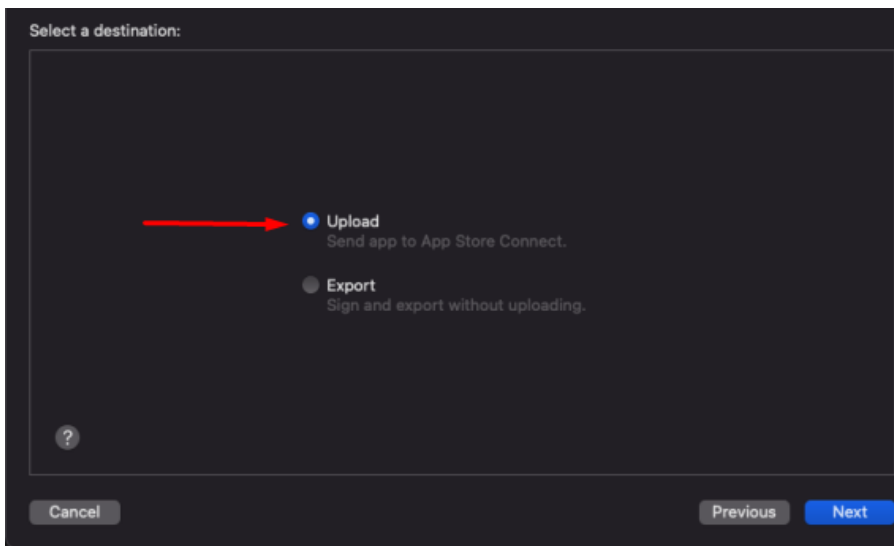 Select a destination:
Upload
Send app to App Store Connect.
Export
Sign and export without uploading.
?
Cancel
Previous
Next